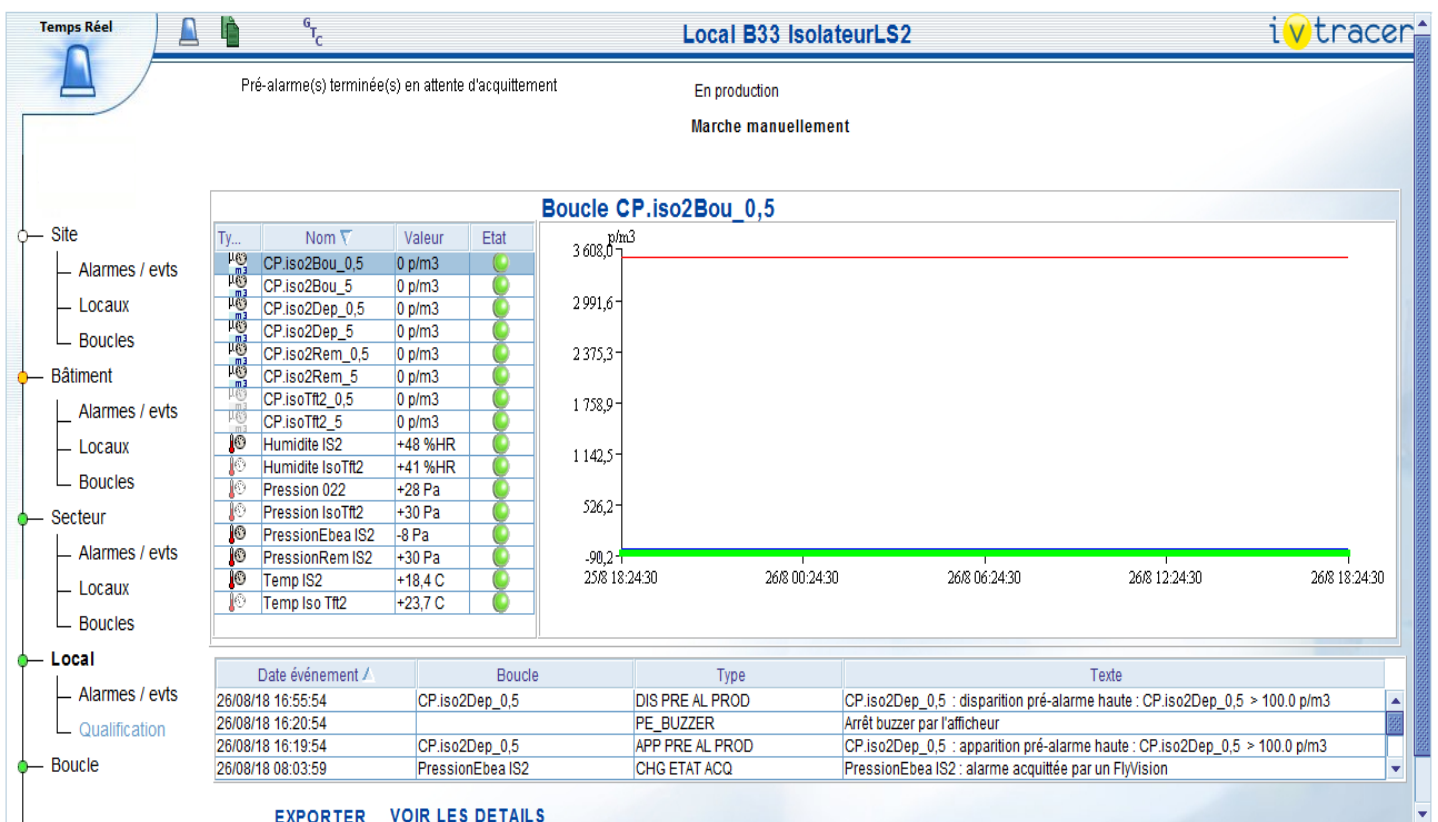 Temps Réel
G T C
Local B33 IsolateurLS2
ivtracer
Pré-alarme(s) terminée(s) en attente d'acquittement
En production
Marche manuellement
Site
Alarmes / evts
Locaux
Boucles
Bâtiment
Alarmes / evts
Locaux
Boucles
Secteur
Alarmes / evts
Locaux
Boucles
Local
Alarmes / evts
Qualification
Boucle
Boucle CP.iso2Bou_0,5
Ty... Nom Valeur Etat
µ m3 CP.iso2Bou_0,5 0 p/m3
µ m3 CP.iso2Bou_5 0 p/m3
µ m3 CP.iso2Dep_0,5 0 p/m3
µ m3 CP.iso2Dep_5 0 p/m3
µ m3 CP.iso2Rem_0,5 0 p/m3
µ m3 CP.iso2Rem_5 0 p/m3
µ m3 CP.isoTft2_0,5 0 p/m3
µ m3 CP.isoTft2_5 0 p/m3
Humidite IS2 +48 %HR
Humidite IsoTft2 +41 %HR
Pression 022 +28 Pa
Pression IsoTft2 +30 Pa
PressionEbea IS2 -8 Pa
PressionRem IS2 +30 Pa
Temp IS2 +18,4 C
Temp Iso Tft2 +23,7 C
p/m3
3 608,0
2 991,6
2 375,3
1 758,9
1 142,5
526,2
-90,2
25/8 18:24:30 26/8 00:24:30 26/8 06:24:30 26/8 12:24:30 26/8 18:24:30
Date événement Boucle Type Texte
26/08/18 16:55:54 CP.iso2Dep_0,5 DIS PRE AL PROD CP.iso2Dep_0,5 : disparition pré-alarme haute : CP.iso2Dep_0,5 > 100.0 p/m3
26/08/18 16:20:54 PE_BUZZER Arrêt buzzer par l'afficheur
26/08/18 16:19:54 CP.iso2Dep_0,5 APP PRE AL PROD CP.iso2Dep_0,5 : apparition pré-alarme haute : CP.iso2Dep_0,5 > 100.0 p/m3
26/08/18 08:03:59 PressionEbea IS2 CHG ETAT ACQ PressionEbea IS2 : alarme acquittée par un FlyVision
EXPORTER VOIR LES DETAILS